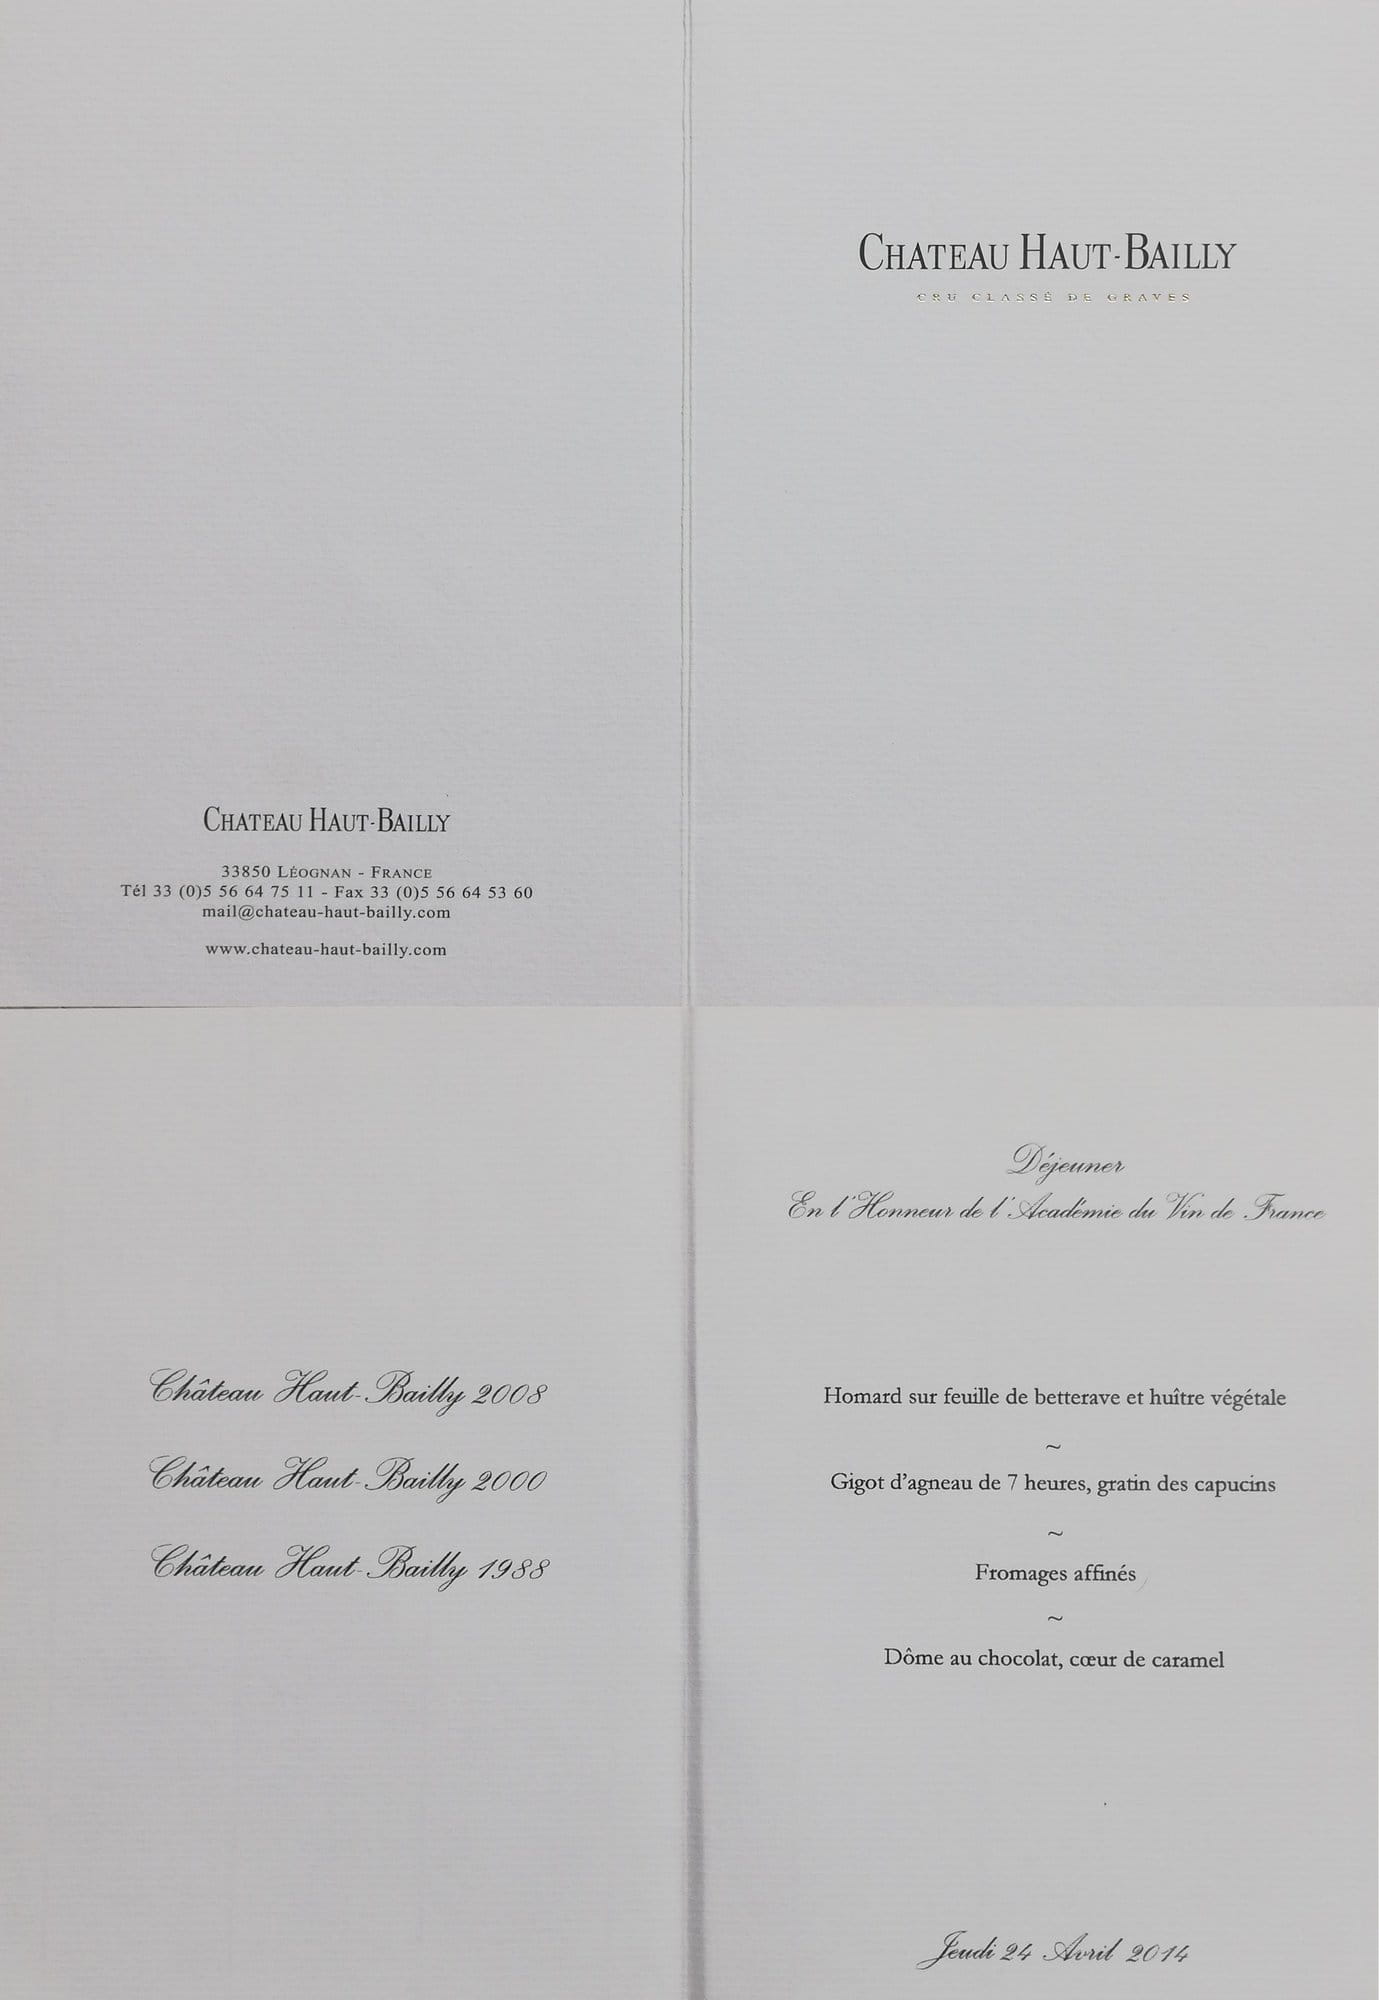 CHATEAU HAUT-BAILLY
CRU CLASSÉ DE GRAVES
CHATEAU HAUT-BAILLY
33850 LÉOGNAN - FRANCE
Tél 33 (0)5 56 64 75 11 - Fax 33 (0)5 56 64 53 60
mail@chateau-haut-bailly.com
www.chateau-haut-bailly.com
Château Haut-Bailly 2008
Château Haut-Bailly 2000
Château Haut-Bailly 1988
Déjeuner
En l'Honneur de l'Académie du Vin de France
Homard sur feuille de betterave et huître végétale
~
Gigot d'agneau de 7 heures, gratin des capucins
~
Fromages affinés
~
Dôme au chocolat, cœur de caramel
Jeudi 24 Avril 2014